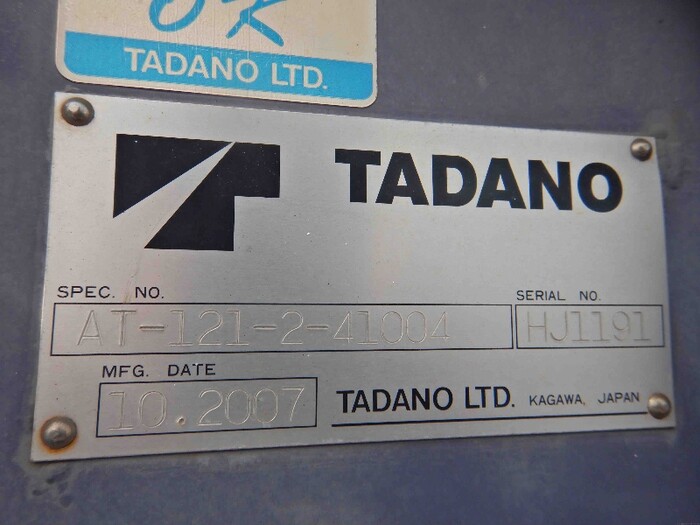 TADANO LTD.
TADANO
SPEC. NO.
SERIAL NO.
AT-121-2-41004
HJ1191
MFG. DATE
10.2007
TADANO LTD. KAGAWA, JAPAN